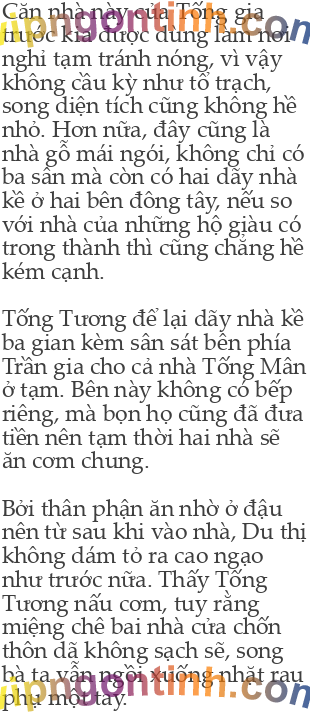 Căn nhà này của Tống gia
trước kia được dùng làm nơi
nghỉ tạm tránh nóng, vì vậy
không cầu kỳ như tổ trạch,
song diện tích cũng không hề
nhỏ. Hơn nữa, đây cũng là
nhà gỗ mái ngói, không chỉ có
ba sân mà còn có hai dãy nhà
kề ở hai bên đông tây, nếu so
với nhà của những hộ giàu có
trong thành thì cũng chẳng hề
kém cạnh.
Tống Tương để lại dãy nhà kề
ba gian kèm sân sát bên phía
Trần gia cho cả nhà Tống Mân
ở tạm. Bên này không có bếp
riêng, mà bọn họ cũng đã đưa
tiền nên tạm thời hai nhà sẽ
ăn cơm chung.
Bởi thân phận ăn nhờ ở đậu
nên từ sau khi vào nhà, Du thị
không dám tỏ ra cao ngạo
như trước nữa. Thấy Tống
Tương nấu cơm, tuy rằng
miệng chê bai nhà cửa chốn
thôn dã không sạch sẽ, song
bà ta vẫn ngồi xuống nhặt rau
phụ một tay.
vipngontinh.com
vipngontinh.com